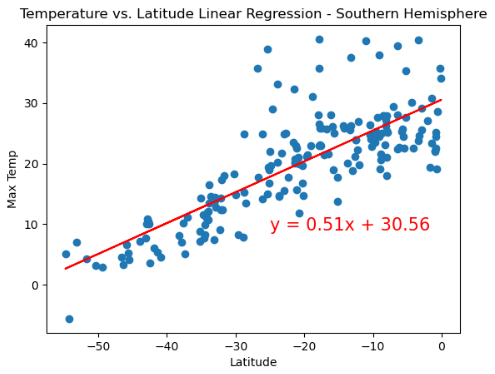 Temperature vs. Latitude Linear Regression - Southern Hemisphere
40
30
20
10
0
Max Temp
y = 0.51x + 30.56
−50 −40 −30 −20 −10 0
Latitude